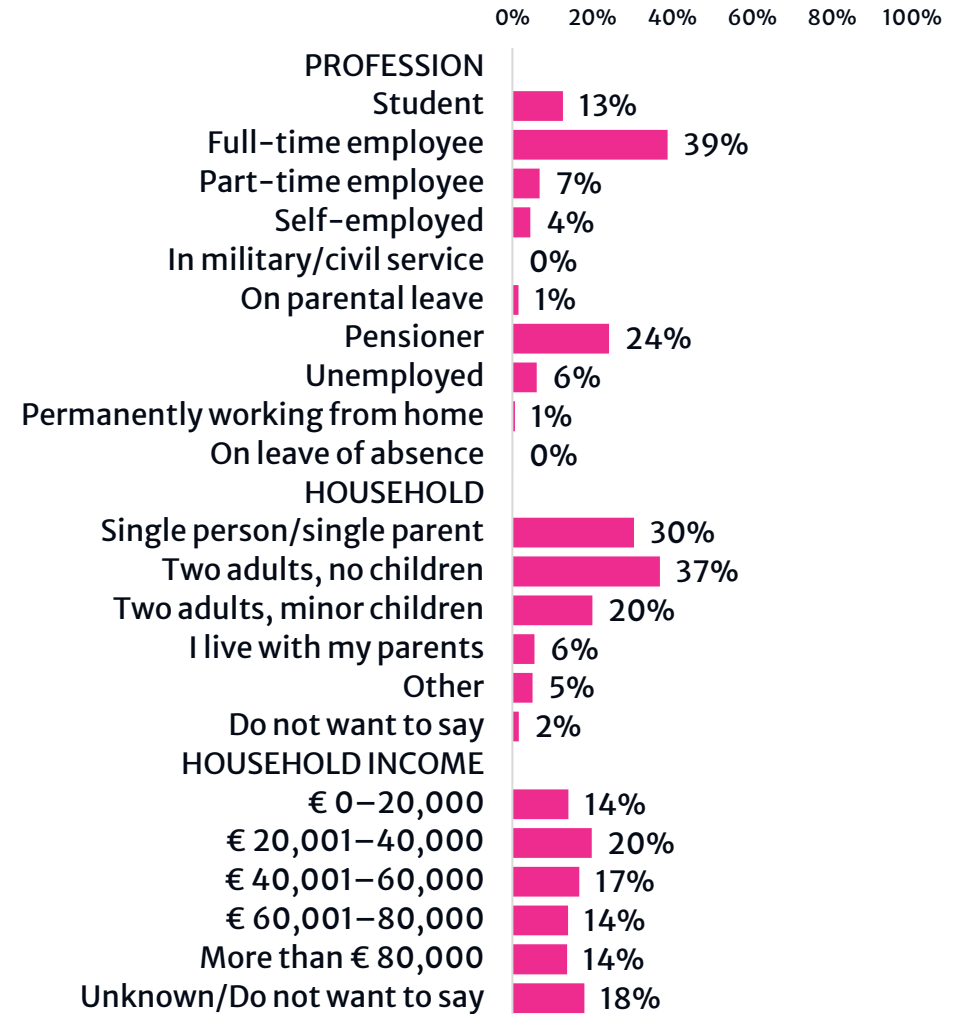 0% 20% 40% 60% 80% 100%
PROFESSION
Student 13%
Full-time employee 39%
Part-time employee 7%
Self-employed 4%
In military/civil service 0%
On parental leave 1%
Pensioner 24%
Unemployed 6%
Permanently working from home 1%
On leave of absence 0%
HOUSEHOLD
Single person/single parent 30%
Two adults, no children 37%
Two adults, minor children 20%
I live with my parents 6%
Other 5%
Do not want to say 2%
HOUSEHOLD INCOME
€ 0–20,000 14%
€ 20,001–40,000 20%
€ 40,001–60,000 17%
€ 60,001–80,000 14%
More than € 80,000 14%
Unknown/Do not want to say 18%